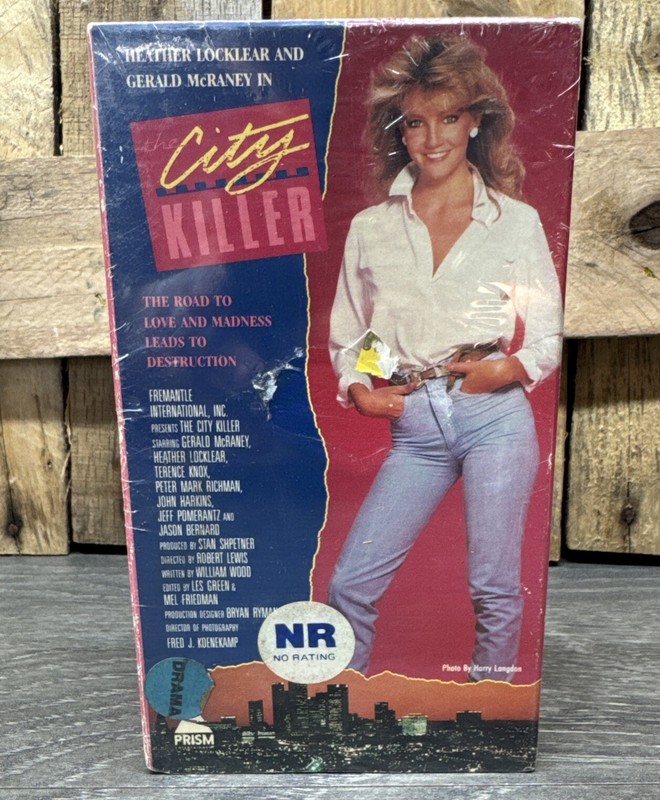 HEATHER LOCKLEAR AND
GERALD McRANEY IN
the
City
KILLER
THE ROAD TO
LOVE AND MADNESS
LEADS TO
DESTRUCTION
FREMANTLE
INTERNATIONAL, INC.
PRESENTS THE CITY KILLER
STARRING GERALD McRANEY,
HEATHER LOCKLEAR,
TERENCE KNOX,
PETER MARK RICHMAN,
JOHN HARKINS,
JEFF POMERANTZ AND
JASON BERNARD
PRODUCED BY STAN SHPETNER
DIRECTED BY ROBERT LEWIS
WRITTEN BY WILLIAM WOOD
EDITED BY LES GREEN &
MEL FRIEDMAN
PRODUCTION DESIGNER BRYAN RYMAN
DIRECTOR OF PHOTOGRAPHY
FRED J. KOENEKAMP
NR
NO RATING
Photo By Harry Langdon
DRAMA
PRISM